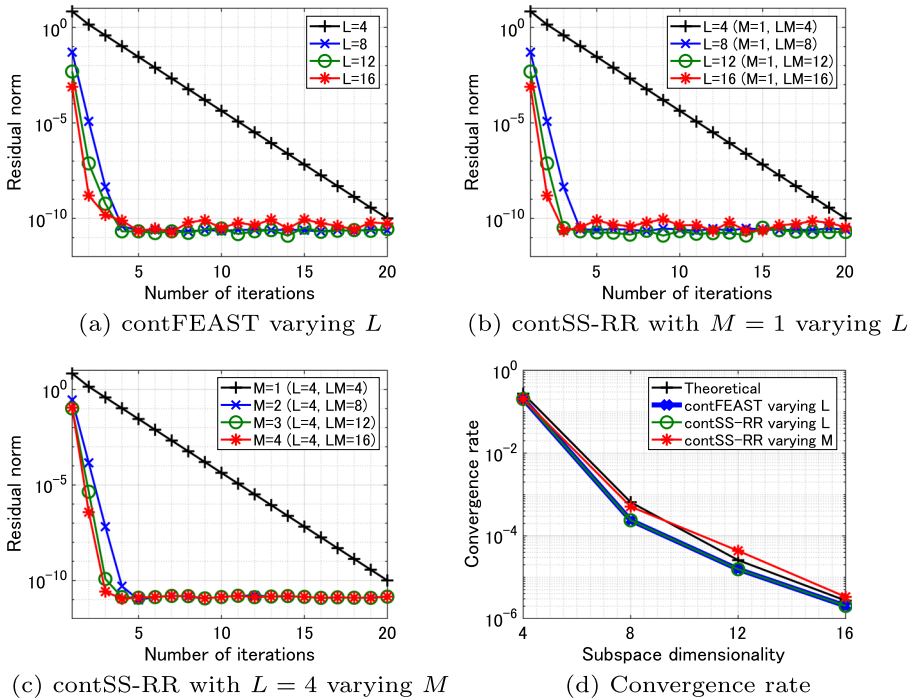 10^0
10^-5
10^-10
Residual norm
L=4
L=8
L=12
L=16
5 10 15 20
Number of iterations
(a) contFEAST varying L
10^0
10^-5
10^-10
Residual norm
L=4 (M=1, LM=4)
L=8 (M=1, LM=8)
L=12 (M=1, LM=12)
L=16 (M=1, LM=16)
5 10 15 20
Number of iterations
(b) contSS-RR with M = 1 varying L
10^0
10^-5
10^-10
Residual norm
M=1 (L=4, LM=4)
M=2 (L=4, LM=8)
M=3 (L=4, LM=12)
M=4 (L=4, LM=16)
5 10 15 20
Number of iterations
(c) contSS-RR with L = 4 varying M
10^0
10^-2
10^-4
10^-6
Convergence rate
Theoretical
contFEAST varying L
contSS-RR varying L
contSS-RR varying M
4 8 12 16
Subspace dimensionality
(d) Convergence rate